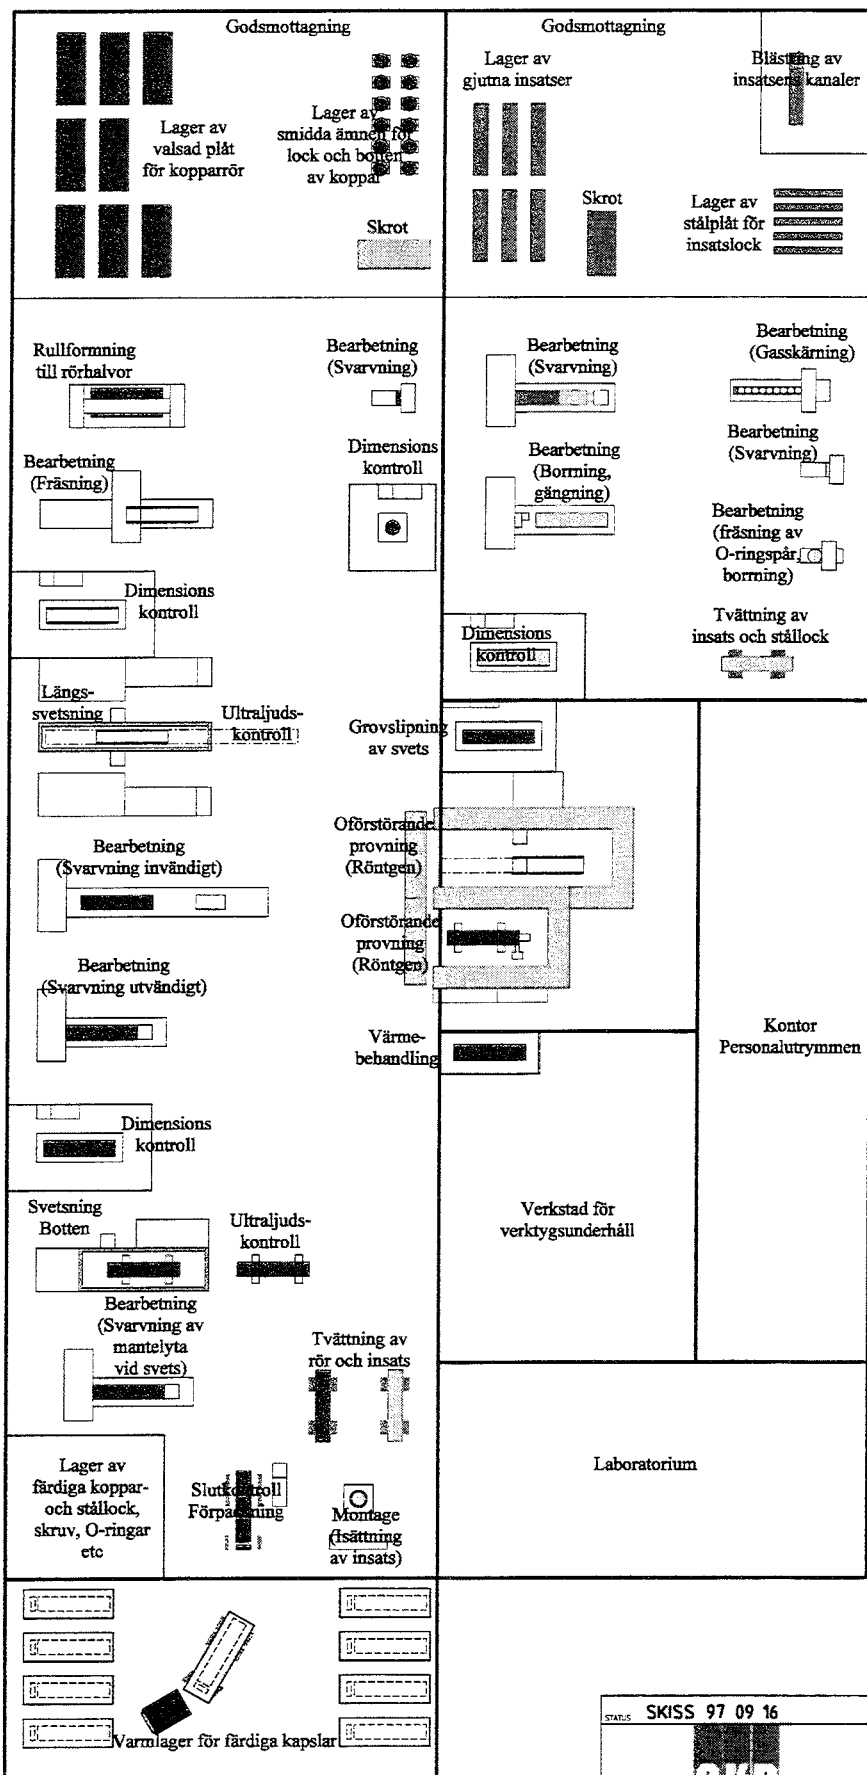 Godsmottagning
Lager av
valsad plåt
för kopparrör
Lager av
smidda ämnen för
lock och botten
av koppar
Skrot
Godsmottagning
Lager av
gjutna insatser
Blästring av
insatsens kanaler
Skrot
Lager av
stålplåt för
insatslock
Rullformning
till rörhalvor
Bearbetning
(Svarvning)
Bearbetning
(Fräsning)
Dimensions
kontroll
Dimensions
kontroll
Bearbetning
(Svarvning)
Bearbetning
(Gasskärning)
Bearbetning
(Borrning,
gängning)
Bearbetning
(Svarvning)
Bearbetning
(fräsning av
O-ringspår,
borrning)
Dimensions
kontroll
Tvättning av
insats och stållock
Längs-
svetsning
Ultraljuds-
kontroll
Grovslipning
av svets
Oförstörande
provning
(Röntgen)
Bearbetning
(Svarvning invändigt)
Oförstörande
provning
(Röntgen)
Bearbetning
(Svarvning utvändigt)
Värme-
behandling
Kontor
Personalutrymmen
Dimensions
kontroll
Svetsning
Botten
Ultraljuds-
kontroll
Verkstad för
verktygsunderhåll
Bearbetning
(Svarvning av
mantelyta
vid svets)
Tvättning av
rör och insats
Lager av
färdiga koppar-
och stållock,
skruv, O-ringar
etc
Slutkontroll
Förpackning
Montage
(Isättning
av insats)
Laboratorium
Varmlager för färdiga kapslar
STATUS SKISS 97 09 16
SKB